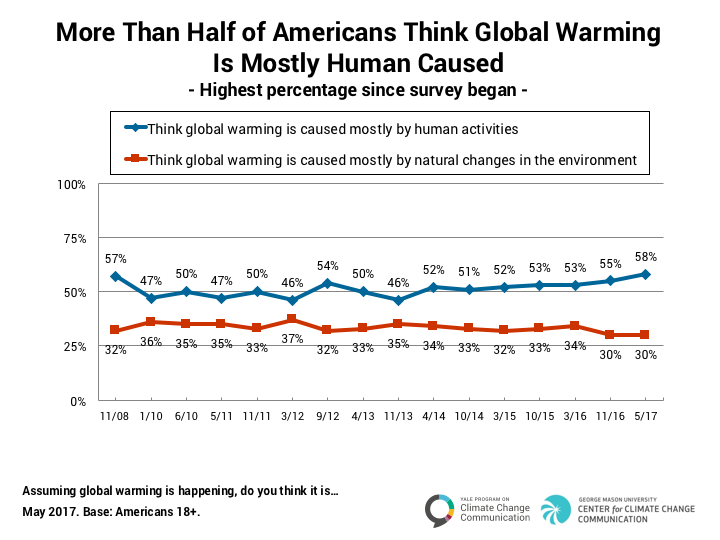 More Than Half of Americans Think Global Warming
Is Mostly Human Caused
- Highest percentage since survey began -
Think global warming is caused mostly by human activities
Think global warming is caused mostly by natural changes in the environment
100%
75%
50%
25%
0%
57% 47% 50% 47% 50% 46% 54% 50% 46% 52% 51% 52% 53% 53% 55% 58%
32% 36% 35% 35% 33% 37% 32% 33% 35% 34% 33% 32% 33% 34% 30% 30%
11/08 1/10 6/10 5/11 11/11 3/12 9/12 4/13 11/13 4/14 10/14 3/15 10/15 3/16 11/16 5/17
Assuming global warming is happening, do you think it is…
May 2017. Base: Americans 18+.
YALE PROGRAM ON
Climate Change
Communication
GEORGE MASON UNIVERSITY
CENTER for CLIMATE CHANGE
COMMUNICATION